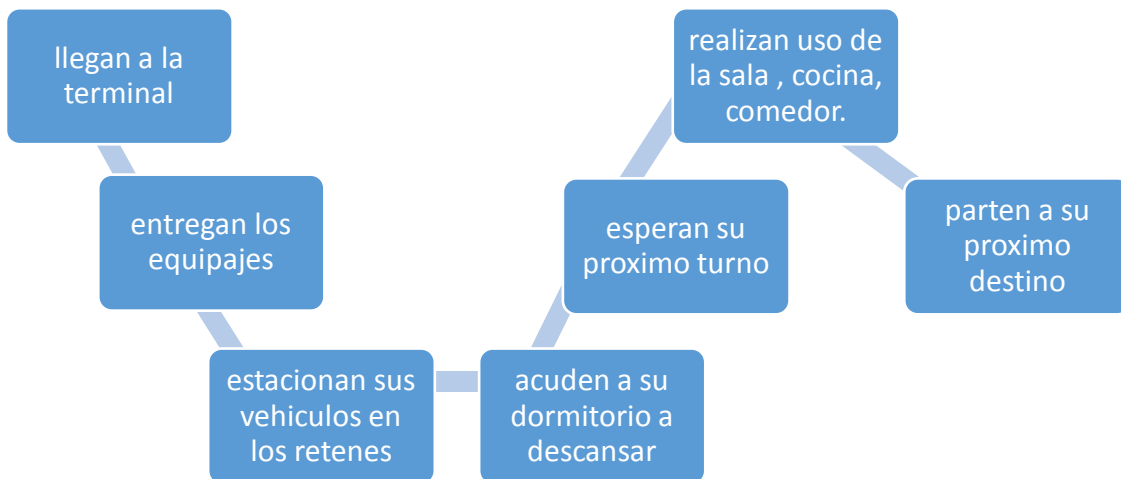 llegan a la
terminal
entregan los
equipajes
estacionan sus
vehiculos en
los retenes
acuden a su
dormitorio a
descansar
esperan su
proximo turno
realizan uso de
la sala , cocina,
comedor.
parten a su
proximo
destino